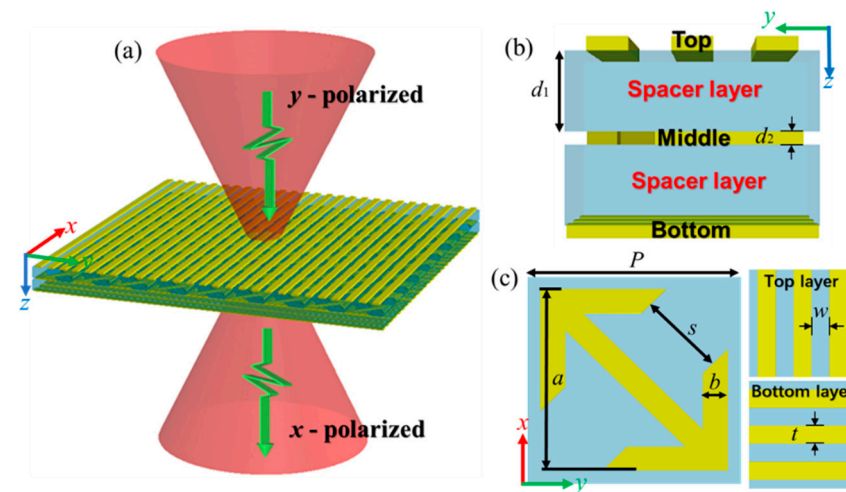 (a)
y - polarized
x
y
z
x - polarized
(b)
y
z
Top
d1
Spacer layer
Middle
d2
Spacer layer
Bottom
(c)
P
a
s
b
x
y
Top layer
w
Bottom laye
t